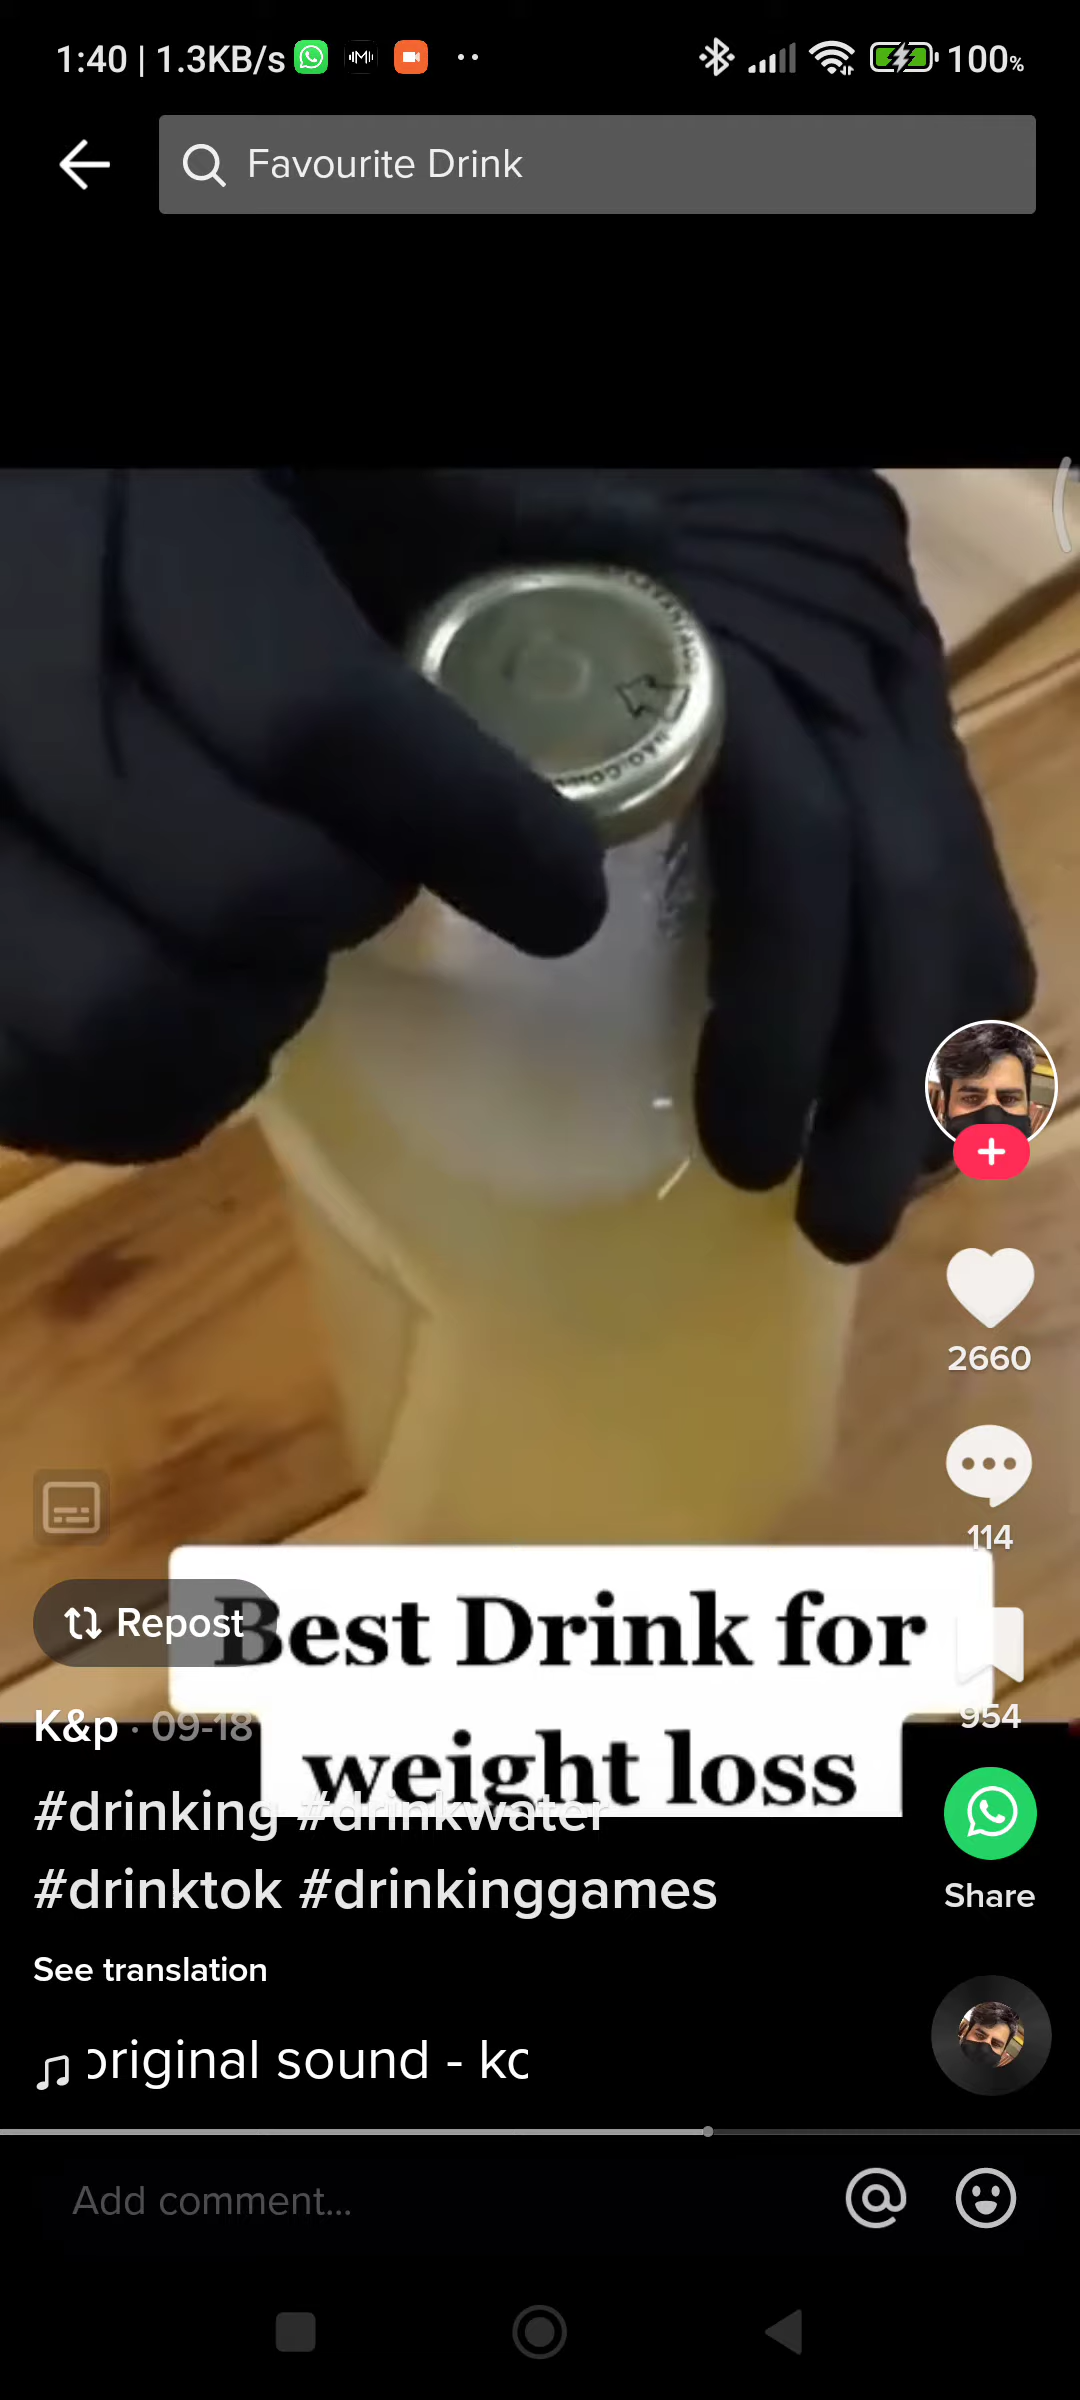 1:40 | 1.3KB/s
100%
Favourite Drink
2660
114
Best Drink for
weight loss
Repost
954
K&p · 09-18
#drinking #drinkwater
#drinktok #drinkinggames
Share
See translation
original sound - kc
Add comment...